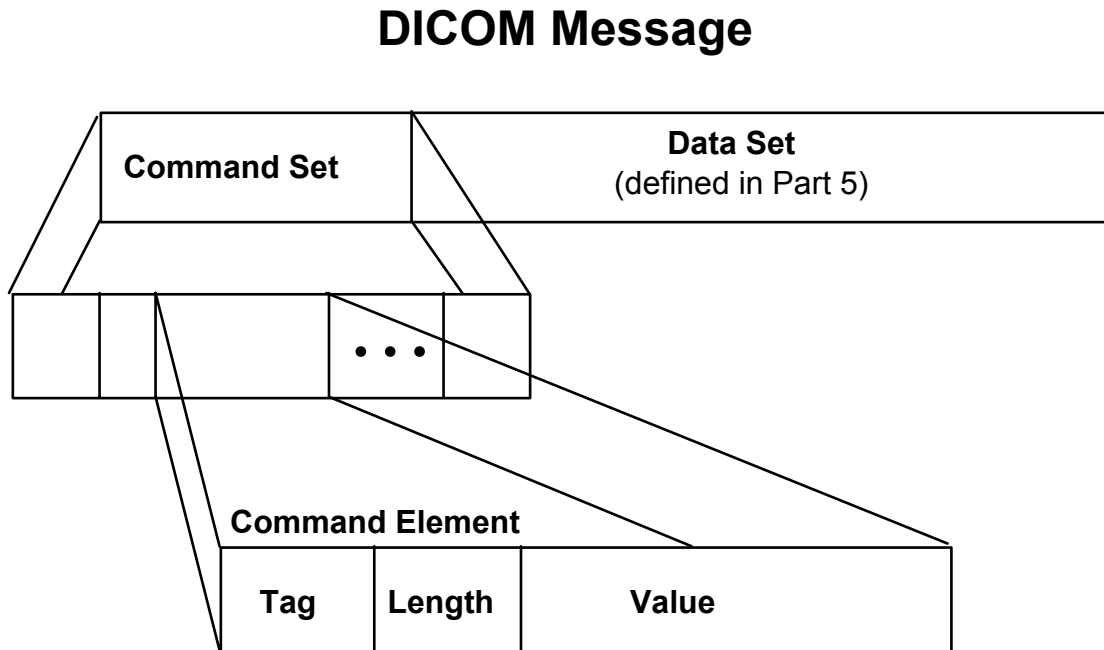 DICOM Message
Command Set
Data Set
(defined in Part 5)
• • •
Command Element
Tag
Length
Value